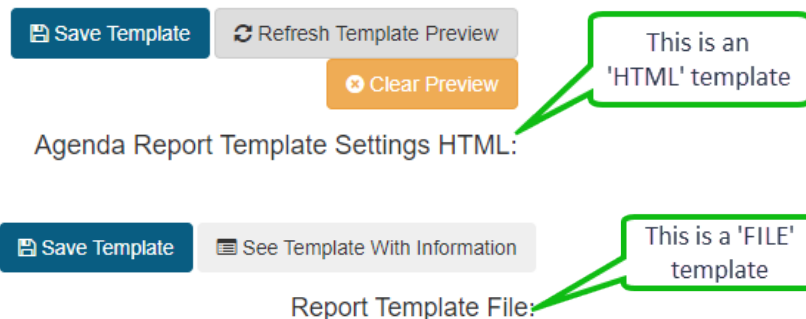 Save Template
Refresh Template Preview
This is an
'HTML' template
Clear Preview
Agenda Report Template Settings HTML:
Save Template
See Template With Information
This is a 'FILE'
template
Report Template File: